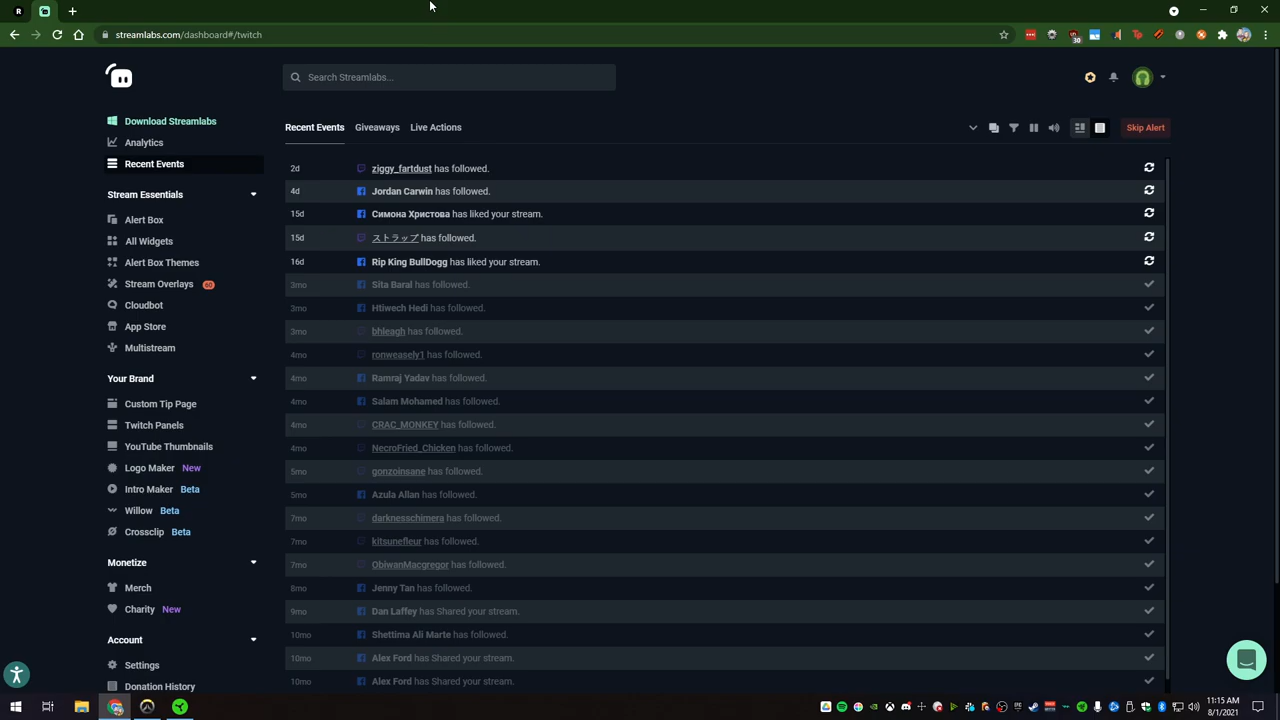 R
streamlabs.com/dashboard#/twitch
30
Search Streamlabs...
Download Streamlabs
Analytics
Recent Events
Stream Essentials
Alert Box
All Widgets
Alert Box Themes
Stream Overlays 60
Cloudbot
App Store
Multistream
Your Brand
Custom Tip Page
Twitch Panels
YouTube Thumbnails
Logo Maker New
Intro Maker Beta
Willow Beta
Crossclip Beta
Monetize
Merch
Charity New
Account
Settings
Donation History
Recent Events Giveaways Live Actions
Skip Alert
2d ziggy_fartdust has followed.
4d Jordan Carwin has followed.
15d Симона Христова has liked your stream.
15d ストラップ has followed.
16d Rip King BullDogg has liked your stream.
3mo Sita Baral has followed.
3mo Htiwech Hedi has followed.
3mo bhleagh has followed.
4mo ronweasely1 has followed.
4mo Ramraj Yadav has followed.
4mo Salam Mohamed has followed.
4mo CRAC_MONKEY has followed.
4mo NecroFried_Chicken has followed.
5mo gonzoinsane has followed.
5mo Azula Allan has followed.
7mo darknesschimera has followed.
7mo kitsunefleur has followed.
7mo ObiwanMacgregor has followed.
8mo Jenny Tan has followed.
9mo Dan Laffey has Shared your stream.
10mo Shettima Ali Marte has followed.
10mo Alex Ford has Shared your stream.
10mo Alex Ford has Shared your stream.
11:15 AM
8/1/2021